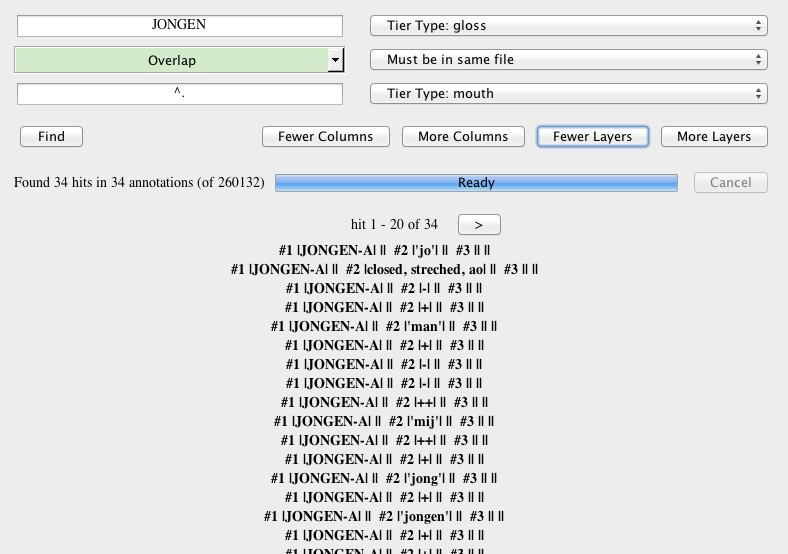 JONGEN Tier Type: gloss
Overlap Must be in same file
^. Tier Type: mouth
Find Fewer Columns More Columns Fewer Layers More Layers
Found 34 hits in 34 annotations (of 260132) Ready Cancel
hit 1 - 20 of 34 >
#1 |JONGEN-A| || #2 |'jo'| || #3 || ||
#1 |JONGEN-A| || #2 |closed, streched, ao| || #3 || ||
#1 |JONGEN-A| || #2 |-| || #3 || ||
#1 |JONGEN-A| || #2 |+| || #3 || ||
#1 |JONGEN-A| || #2 |'man'| || #3 || ||
#1 |JONGEN-A| || #2 |+| || #3 || ||
#1 |JONGEN-A| || #2 |-| || #3 || ||
#1 |JONGEN-A| || #2 |-| || #3 || ||
#1 |JONGEN-A| || #2 |++| || #3 || ||
#1 |JONGEN-A| || #2 |'mij'| || #3 || ||
#1 |JONGEN-A| || #2 |++| || #3 || ||
#1 |JONGEN-A| || #2 |+| || #3 || ||
#1 |JONGEN-A| || #2 |'jong'| || #3 || ||
#1 |JONGEN-A| || #2 |+| || #3 || ||
#1 |JONGEN-A| || #2 |'jongen'| || #3 || ||
#1 |JONGEN-A| || #2 |+| || #3 || ||